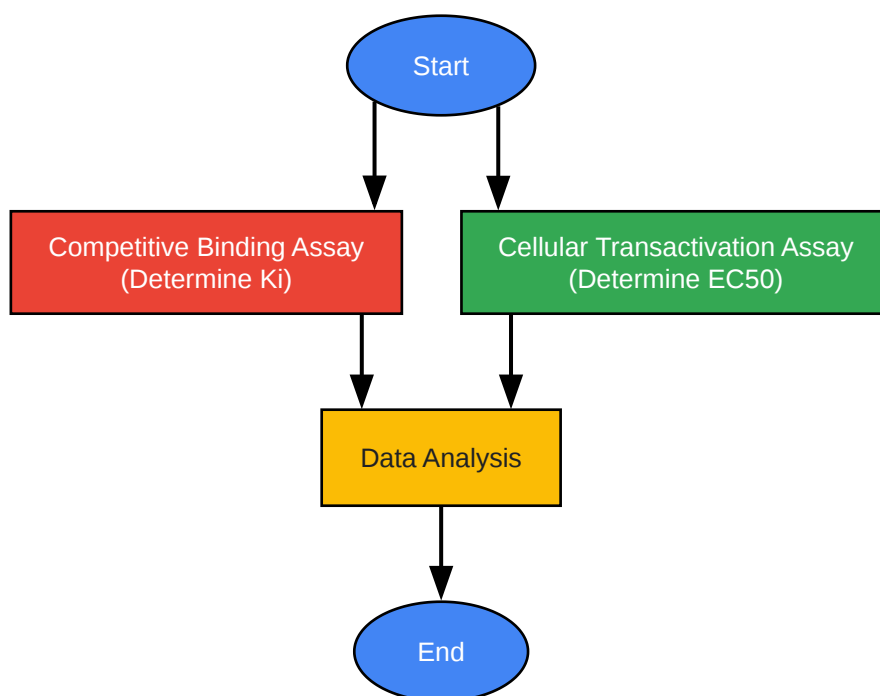 Start
Competitive Binding Assay
(Determine Ki)
Cellular Transactivation Assay
(Determine EC50)
Data Analysis
End